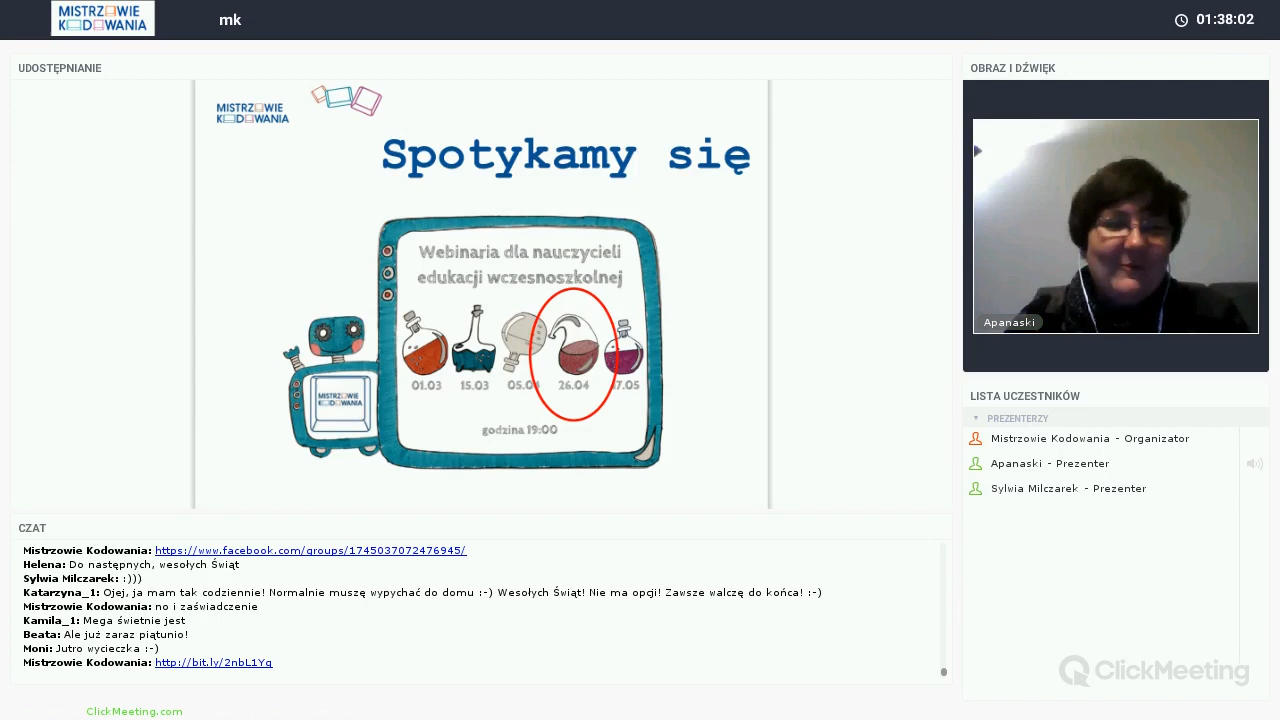 MISTRZOWIE
KODOWANIA
mk
01:38:02
UDOSTĘPNIANIE
MISTRZOWIE
KODOWANIA
Spotykamy się
Webinaria dla nauczycieli
edukacji wczesnoszkolnej
01.03
15.03
05.04
26.04
17.05
godzina 19:00
MISTRZOWIE
KODOWANIA
OBRAZ I DŹWIĘK
Apanaski
LISTA UCZESTNIKÓW
PREZENTERZY
Mistrzowie Kodowania - Organizator
Apanaski - Prezenter
Sylwia Milczarek - Prezenter
CZAT
Mistrzowie Kodowania: https://www.facebook.com/groups/1745037072476945/
Helena: Do następnych, wesołych Świąt
Sylwia Milczarek: :)))
Katarzyna_1: Ojej, ja mam tak codziennie! Normalnie muszę wypychać do domu :-) Wesołych Świąt! Nie ma opcji! Zawsze walczę do końca! :-)
Mistrzowie Kodowania: no i zaświadczenie
Kamila_1: Mega świetnie jest
Beata: Ale już zaraz piątunio!
Moni: Jutro wycieczka :-)
Mistrzowie Kodowania: http://bit.ly/2nbL1Yq
ClickMeeting
ClickMeeting.com